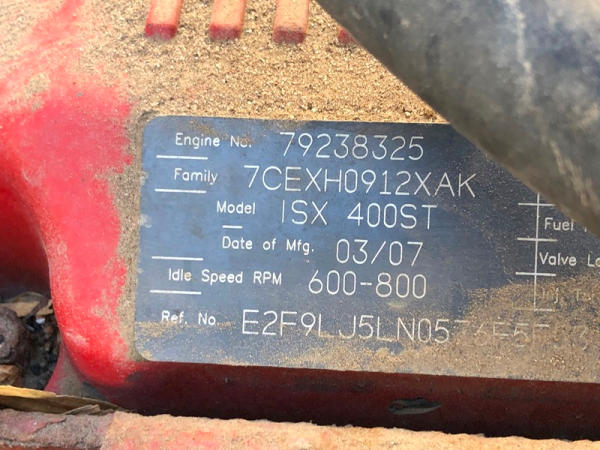 Engine No. 79238325
Family 7CEXH0912XAK
Model ISX 400ST
Date of Mfg. 03/07
Idle Speed RPM 600-800
Ref. No.
Fuel
Valve